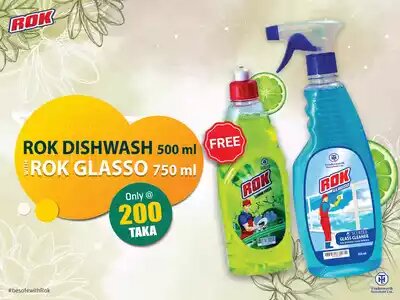 ROK
ROK DISHWASH 500 ml
with
ROK GLASSO 750 ml
Only @
200
TAKA
FREE
ROK
ROK
GLASS CLEANER
#besafewithRok